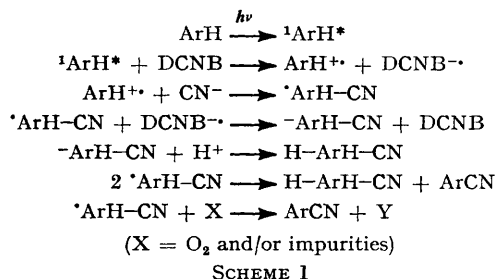 hν
ArH ⟶ ¹ArH*
¹ArH* + DCNB ⟶ ArH⁺• + DCNB⁻•
ArH⁺• + CN⁻ ⟶ •ArH–CN
•ArH–CN + DCNB⁻• ⟶ ⁻ArH–CN + DCNB
⁻ArH–CN + H⁺ ⟶ H–ArH–CN
2 •ArH–CN ⟶ H–ArH–CN + ArCN
•ArH–CN + X ⟶ ArCN + Y
(X = O₂ and/or impurities)
SCHEME 1